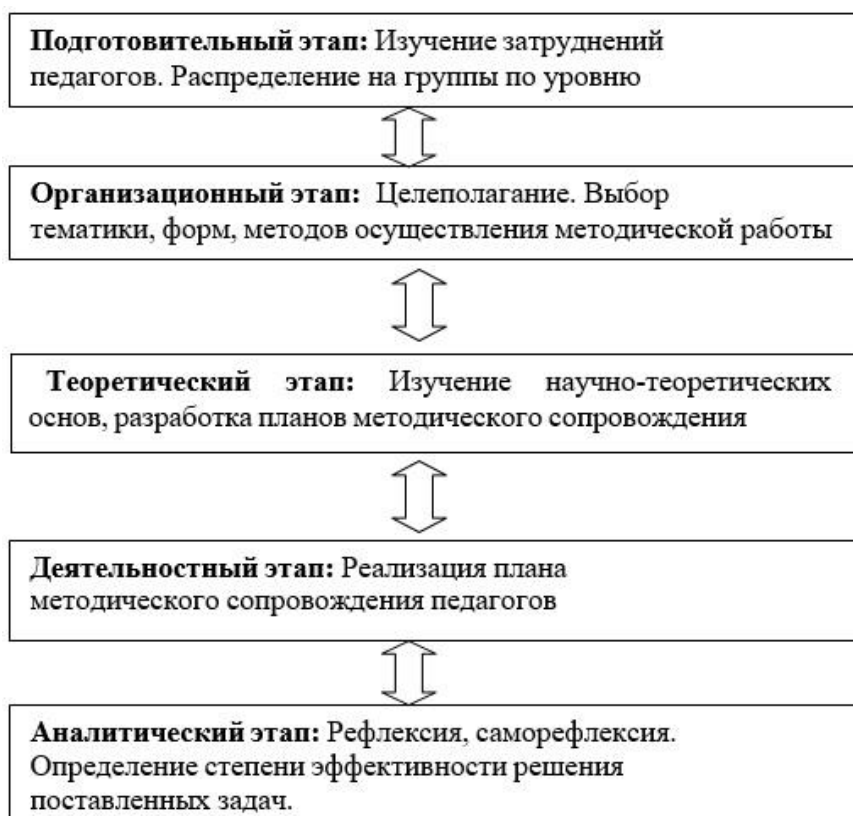 Подготовительный этап: Изучение затруднений
педагогов. Распределение на группы по уровню
Организационный этап: Целеполагание. Выбор
тематики, форм, методов осуществления методической работы
Теоретический этап: Изучение научно-теоретических
основ, разработка планов методического сопровождения
Деятельностный этап: Реализация плана
методического сопровождения педагогов
Аналитический этап: Рефлексия, саморефлексия.
Определение степени эффективности решения
поставленных задач.